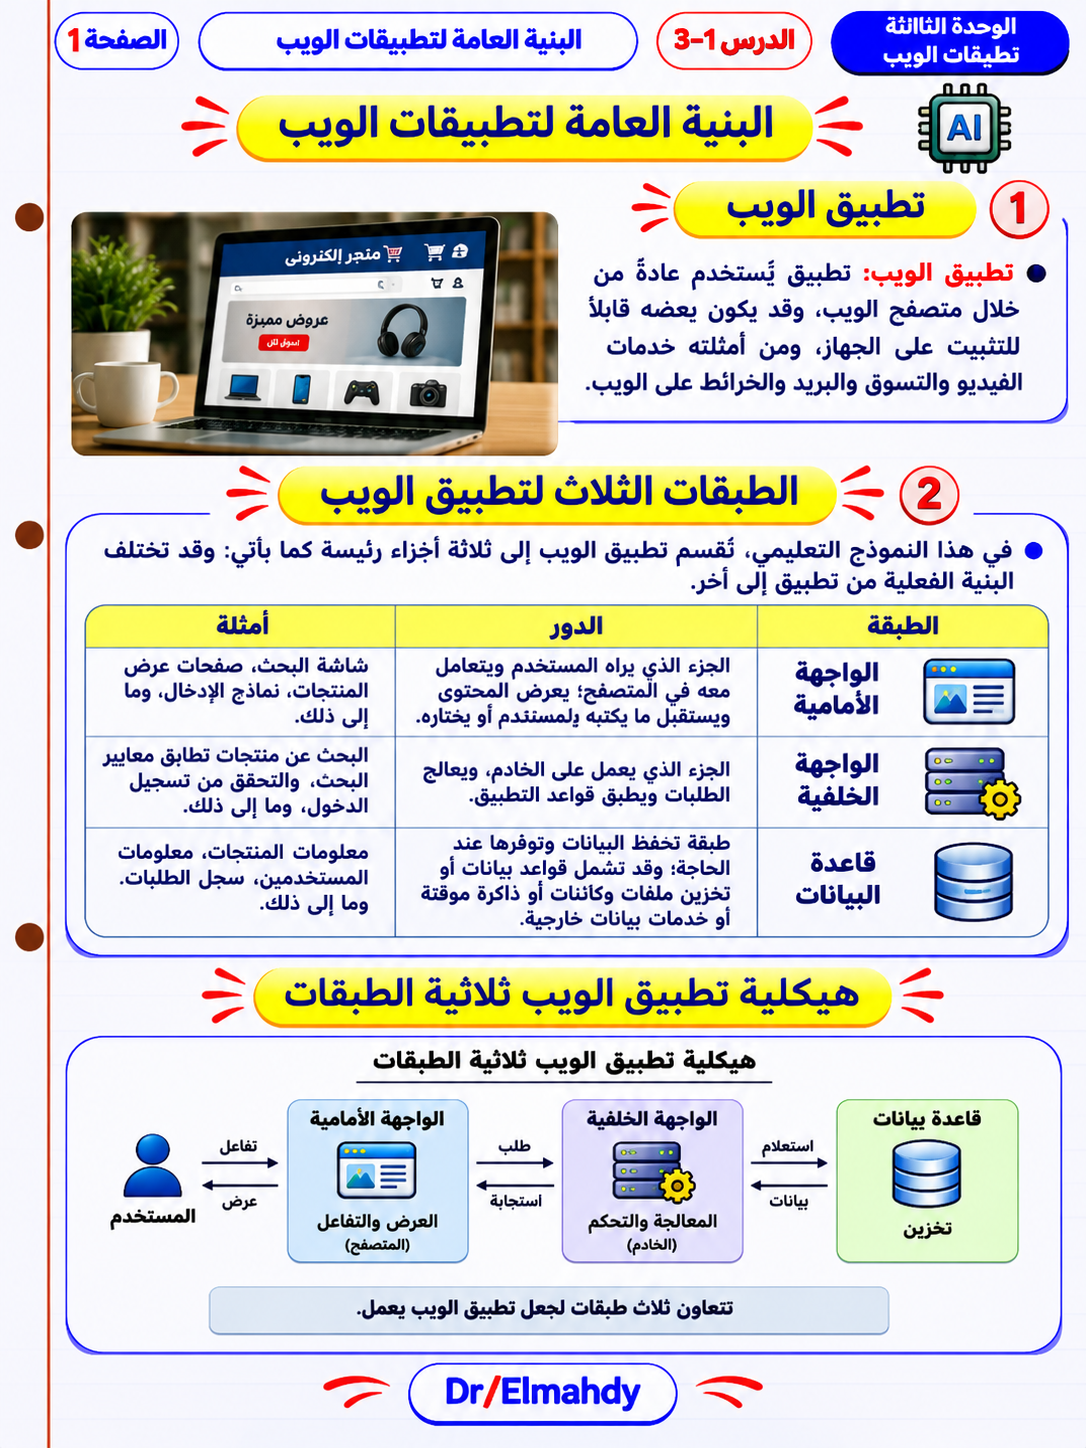 الوحدة الثاانثة
تطيقات الويب
الدرس 1-3
البنية العامة لتطبيقات الويب
الصفحة 1
البنية العامة لتطبيقات الويب
AI
1
تطبيق الويب
تطبيق الويب: تطبيق يُستخدم عادةً من
خلال متصفح الويب، وقد يكون بعضه قابلاً
للتثبيت على الجهاز، ومن أمثلته خدمات
الفيديو والتسوق والبريد والخرائط على الويب.
متجر إلكترونى
عروض مميزة
2
الطبقات الثلاث لتطبيق الويب
في هذا النموذج التعليمي، تُقسم تطبيق الويب إلى ثلاثة أجزاء رئيسة كما بأتي: وقد تختلف
البنية الفعلية من تطبيق إلى أخر.
الطبقة
الدور
أمثلة
الواجهة
الأمامية
الجزء الذي يراه المستخدم ويتعامل
معه في المتصفح؛ يعرض المحتوى
ويستقبل ما يكتبه أو يختاره.
شاشة البحث، صفحات عرض
المنتجات، نماذج الإدخال، وما
إلى ذلك.
الواجهة
الخلفية
الجزء الذي يعمل على الخادم، ويعالج
الطلبات ويطبق قواعد التطبيق.
البحث عن منتجات تطابق معايير
البحث، والتحقق من تسجيل
الدخول، وما إلى ذلك.
قاعدة
البيانات
طبقة تخفظ البيانات وتوفرها عند
الحاجة؛ وقد تشمل قواعد بيانات أو
تخزين ملفات وكائنات أو ذاكرة موقتة
أو خدمات بيانات خارجية.
معلومات المنتجات، معلومات
المستخدمين، سجل الطلبات.
وما إلى ذلك.
هيكلية تطبيق الويب ثلاثية الطبقات
هيكلية تطبيق الويب ثلاثية الطبقات
المستخدم
تفاعل
عرض
الواجهة الأمامية
العرض والتفاعل
(المتصفح)
طلب
استجابة
الواجهة الخلفية
المعالجة والتحكم
(الخادم)
استعلام
بيانات
قاعدة بيانات
تخزين
تتعاون ثلاث طبقات لجعل تطبيق الويب يعمل.
Dr/Elmahdy